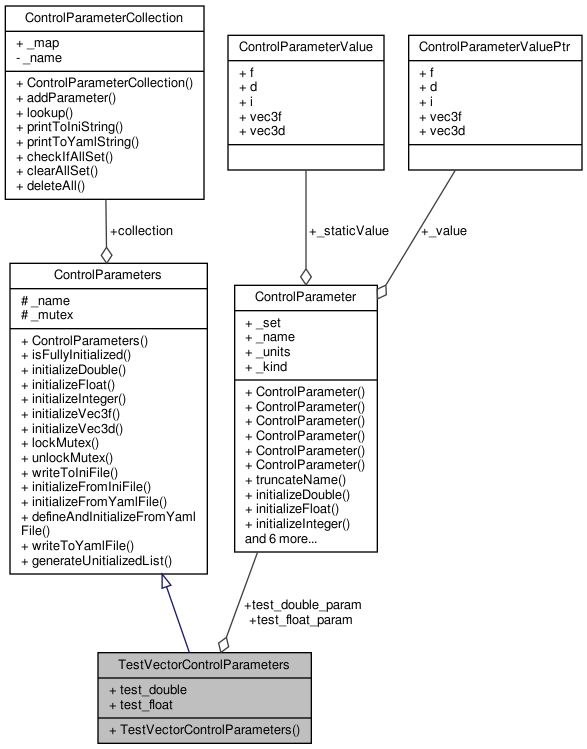 ControlParameterCollection
+ _map
- _name
+ ControlParameterCollection()
+ addParameter()
+ lookup()
+ printToIniString()
+ printToYamlString()
+ checkIfAllSet()
+ clearAllSet()
+ deleteAll()
ControlParameterValue
+ f
+ d
+ i
+ vec3f
+ vec3d
ControlParameterValuePtr
+ f
+ d
+ i
+ vec3f
+ vec3d
+collection
+_staticValue
+_value
ControlParameters
# _name
# _mutex
+ ControlParameters()
+ isFullyInitialized()
+ initializeDouble()
+ initializeFloat()
+ initializeInteger()
+ initializeVec3f()
+ initializeVec3d()
+ lockMutex()
+ unlockMutex()
+ writeToIniFile()
+ initializeFromIniFile()
+ initializeFromYamlFile()
+ defineAndInitializeFromYaml
File()
+ writeToYamlFile()
+ generateUnitializedList()
ControlParameter
+ _set
+ _name
+ _units
+ _kind
+ ControlParameter()
+ ControlParameter()
+ ControlParameter()
+ ControlParameter()
+ ControlParameter()
+ ControlParameter()
+ truncateName()
+ initializeDouble()
+ initializeFloat()
+ initializeInteger()
and 6 more...
+test_double_param
+test_float_param
TestVectorControlParameters
+ test_double
+ test_float
+ TestVectorControlParameters()